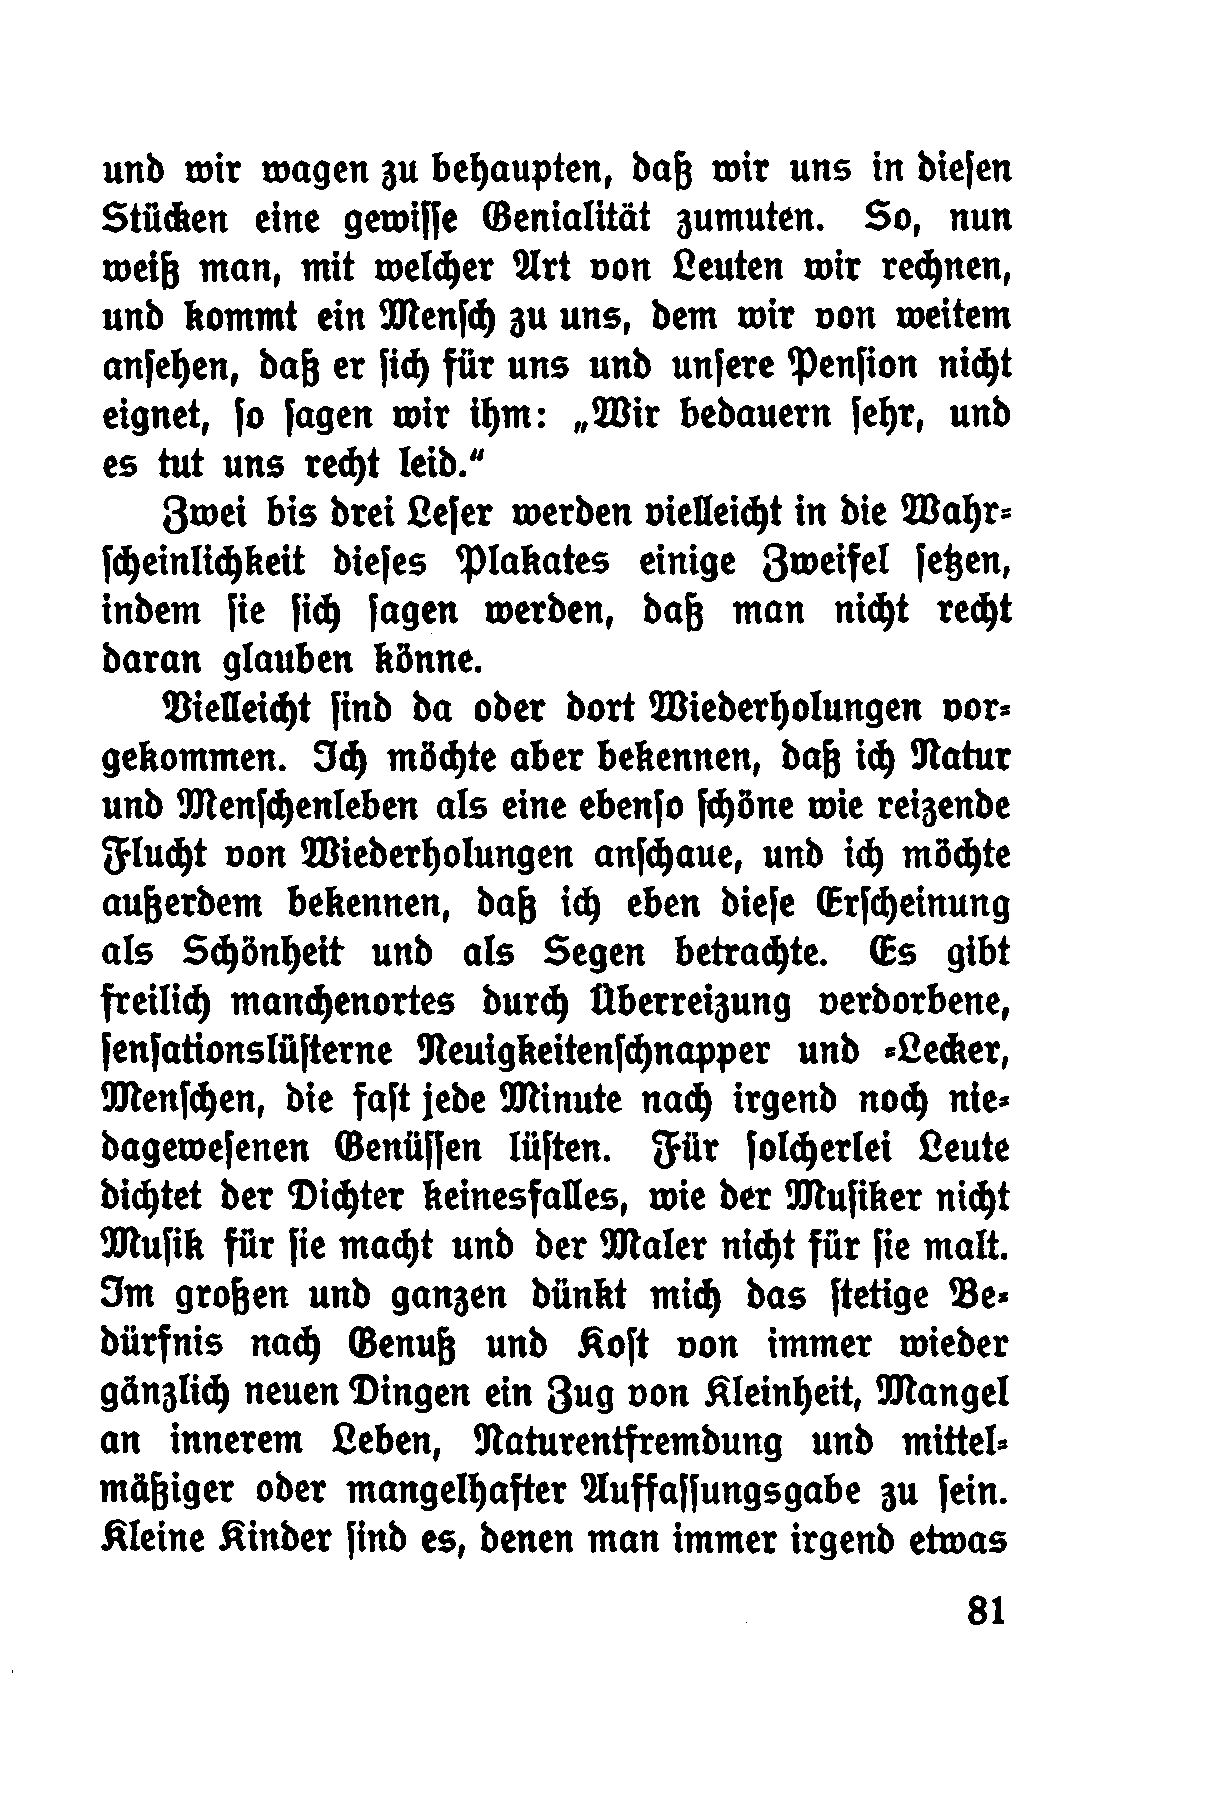 und wir wagen zu behaupten, daß wir uns in dieſen
Stücken eine gewiſſe Genialität zumuten. So, nun
weiß man, mit welcher Art von Leuten wir rechnen,
und kommt ein Menſch zu uns, dem wir von weitem
anſehen, daß er ſich für uns und unſere Penſion nicht
eignet, ſo ſagen wir ihm: „Wir bedauern ſehr, und
es tut uns recht leid.“
Zwei bis drei Leſer werden vielleicht in die Wahr⸗
ſcheinlichkeit dieſes Plakates einige Zweifel ſetzen,
indem ſie ſich ſagen werden, daß man nicht recht
daran glauben könne.
Vielleicht ſind da oder dort Wiederholungen vor⸗
gekommen. Ich möchte aber bekennen, daß ich Natur
und Menſchenleben als eine ebenſo ſchöne wie reizende
Flucht von Wiederholungen anſchaue, und ich möchte
außerdem bekennen, daß ich eben dieſe Erſcheinung
als Schönheit und als Segen betrachte. Es gibt
freilich manchenortes durch Überreizung verdorbene,
ſenſationslüſterne Neuigkeitenſchnapper und ⸗Lecker,
Menſchen, die faſt jede Minute nach irgend noch nie⸗
dageweſenen Genüſſen lüſten. Für ſolcherlei Leute
dichtet der Dichter keinesfalles, wie der Muſiker nicht
Muſik für ſie macht und der Maler nicht für ſie malt.
Im großen und ganzen dünkt mich das ſtetige Be⸗
dürfnis nach Genuß und Koſt von immer wieder
gänzlich neuen Dingen ein Zug von Kleinheit, Mangel
an innerem Leben, Naturentfremdung und mittel⸗
mäßiger oder mangelhafter Auffaſſungsgabe zu ſein.
Kleine Kinder ſind es, denen man immer irgend etwas
81